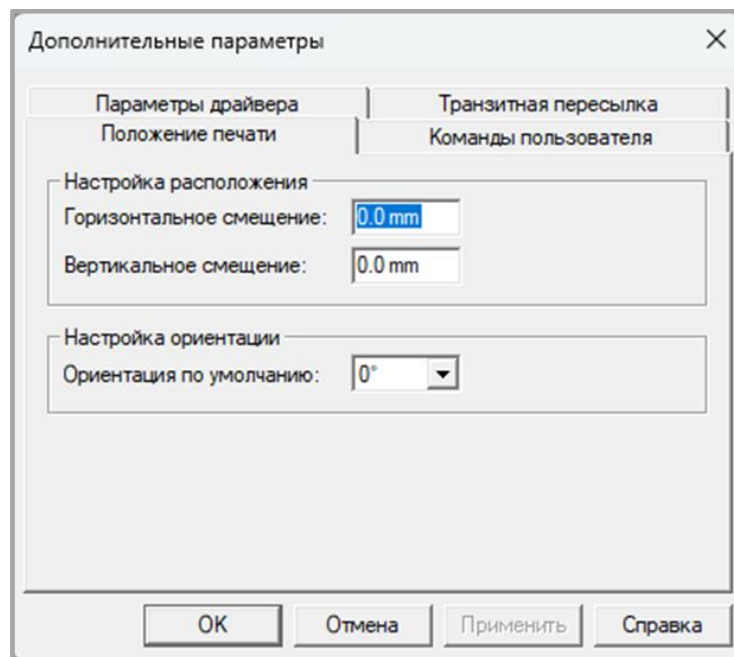 Дополнительные параметры
Параметры драйвера
Транзитная пересылка
Положение печати
Команды пользователя
Настройка расположения
Горизонтальное смещение: 0.0 mm
Вертикальное смещение: 0.0 mm
Настройка ориентации
Ориентация по умолчанию: 0°
OK
Отмена
Применить
Справка